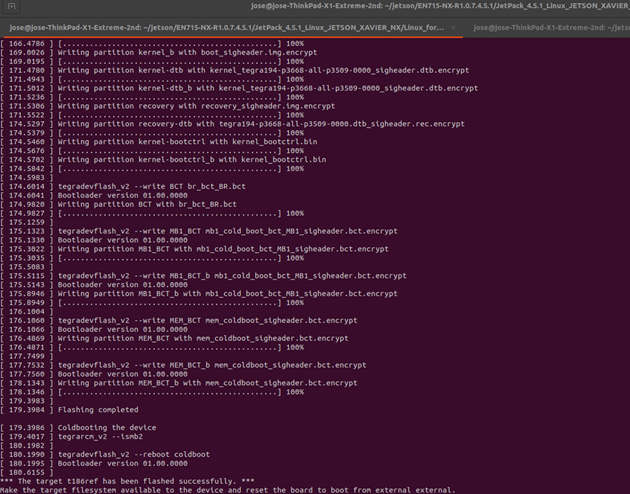 jose@jose-ThinkPad-X1-Extreme-2nd: ~/jetson/EN715-NX-R1.0.7.4.5.1/JetPack_4.5.1_Linux_JETSON_XAVIER_NX/Linux_for...
jose@jose-ThinkPad-X1-Extreme-2nd: ~/jetson/EN715-NX-R1.0.7.4.5.1/JetPack_4.5.1_Linux_JETSON_XAVIER_NX/Linux_for... ×
jose@jose-ThinkPad-X1-Extreme-2nd: ~/jetson
[ 166.4786 ] [................................................] 100%
[ 169.0026 ] Writing partition kernel_b with boot_sigheader.img.encrypt
[ 169.0195 ] [................................................] 100%
[ 171.4780 ] Writing partition kernel-dtb with kernel_tegra194-p3668-all-p3509-0000_sigheader.dtb.encrypt
[ 171.4943 ] [................................................] 100%
[ 171.5012 ] Writing partition kernel-dtb_b with kernel_tegra194-p3668-all-p3509-0000_sigheader.dtb.encrypt
[ 171.5236 ] [................................................] 100%
[ 171.5306 ] Writing partition recovery with recovery_sigheader.img.encrypt
[ 171.5522 ] [................................................] 100%
[ 174.5297 ] Writing partition recovery-dtb with tegra194-p3668-all-p3509-0000.dtb_sigheader.rec.encrypt
[ 174.5379 ] [................................................] 100%
[ 174.5460 ] Writing partition kernel-bootctrl with kernel_bootctrl.bin
[ 174.5676 ] [................................................] 100%
[ 174.5702 ] Writing partition kernel-bootctrl_b with kernel_bootctrl.bin
[ 174.5842 ] [................................................] 100%
[ 174.5983 ]
[ 174.6014 ] tegradevflash_v2 --write BCT br_bct_BR.bct
[ 174.6041 ] Bootloader version 01.00.0000
[ 174.9820 ] Writing partition BCT with br_bct_BR.bct
[ 174.9827 ] [................................................] 100%
[ 175.1259 ]
[ 175.1323 ] tegradevflash_v2 --write MB1_BCT mb1_cold_boot_bct_MB1_sigheader.bct.encrypt
[ 175.1330 ] Bootloader version 01.00.0000
[ 175.3022 ] Writing partition MB1_BCT with mb1_cold_boot_bct_MB1_sigheader.bct.encrypt
[ 175.3035 ] [................................................] 100%
[ 175.5083 ]
[ 175.5115 ] tegradevflash_v2 --write MB1_BCT_b mb1_cold_boot_bct_MB1_sigheader.bct.encrypt
[ 175.5143 ] Bootloader version 01.00.0000
[ 175.8946 ] Writing partition MB1_BCT_b with mb1_cold_boot_bct_MB1_sigheader.bct.encrypt
[ 175.8949 ] [................................................] 100%
[ 176.1004 ]
[ 176.1060 ] tegradevflash_v2 --write MEM_BCT mem_coldboot_sigheader.bct.encrypt
[ 176.1066 ] Bootloader version 01.00.0000
[ 176.4869 ] Writing partition MEM_BCT with mem_coldboot_sigheader.bct.encrypt
[ 176.4871 ] [................................................] 100%
[ 177.7499 ]
[ 177.7532 ] tegradevflash_v2 --write MEM_BCT_b mem_coldboot_sigheader.bct.encrypt
[ 177.7560 ] Bootloader version 01.00.0000
[ 178.1343 ] Writing partition MEM_BCT_b with mem_coldboot_sigheader.bct.encrypt
[ 178.1346 ] [................................................] 100%
[ 179.3983 ]
[ 179.3984 ] Flashing completed
[ 179.3986 ] Coldbooting the device
[ 179.4017 ] tegrarcm_v2 --ismb2
[ 180.1982 ]
[ 180.1990 ] tegradevflash_v2 --reboot coldboot
[ 180.1995 ] Bootloader version 01.00.0000
[ 180.6155 ]
*** The target t186ref has been flashed successfully. ***
Make the target filesystem available to the device and reset the board to boot from external external.